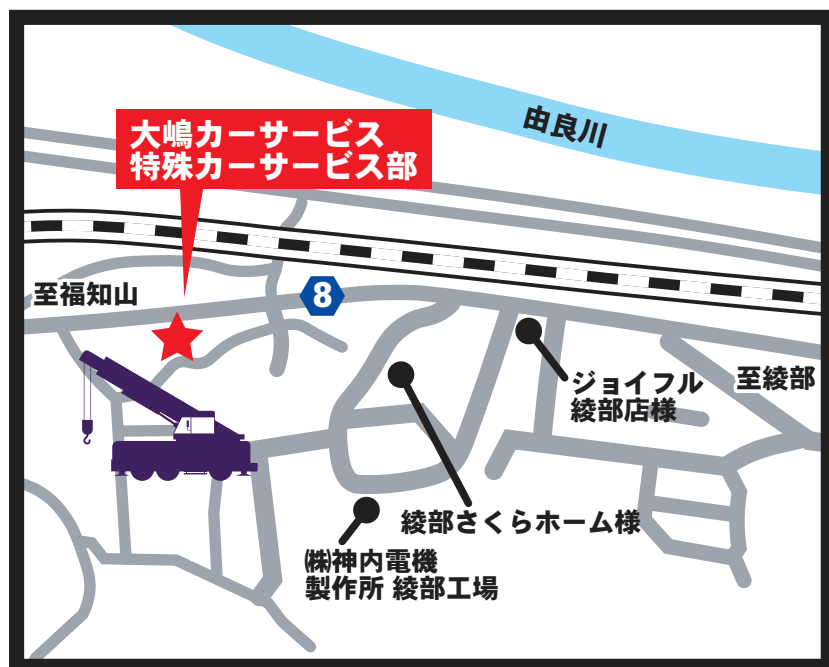 由良川
大嶋カーサービス
特殊カーサービス部
至福知山
8
ジョイフル
綾部店様
至綾部
綾部さくらホーム様
㈱神内電機
製作所 綾部工場